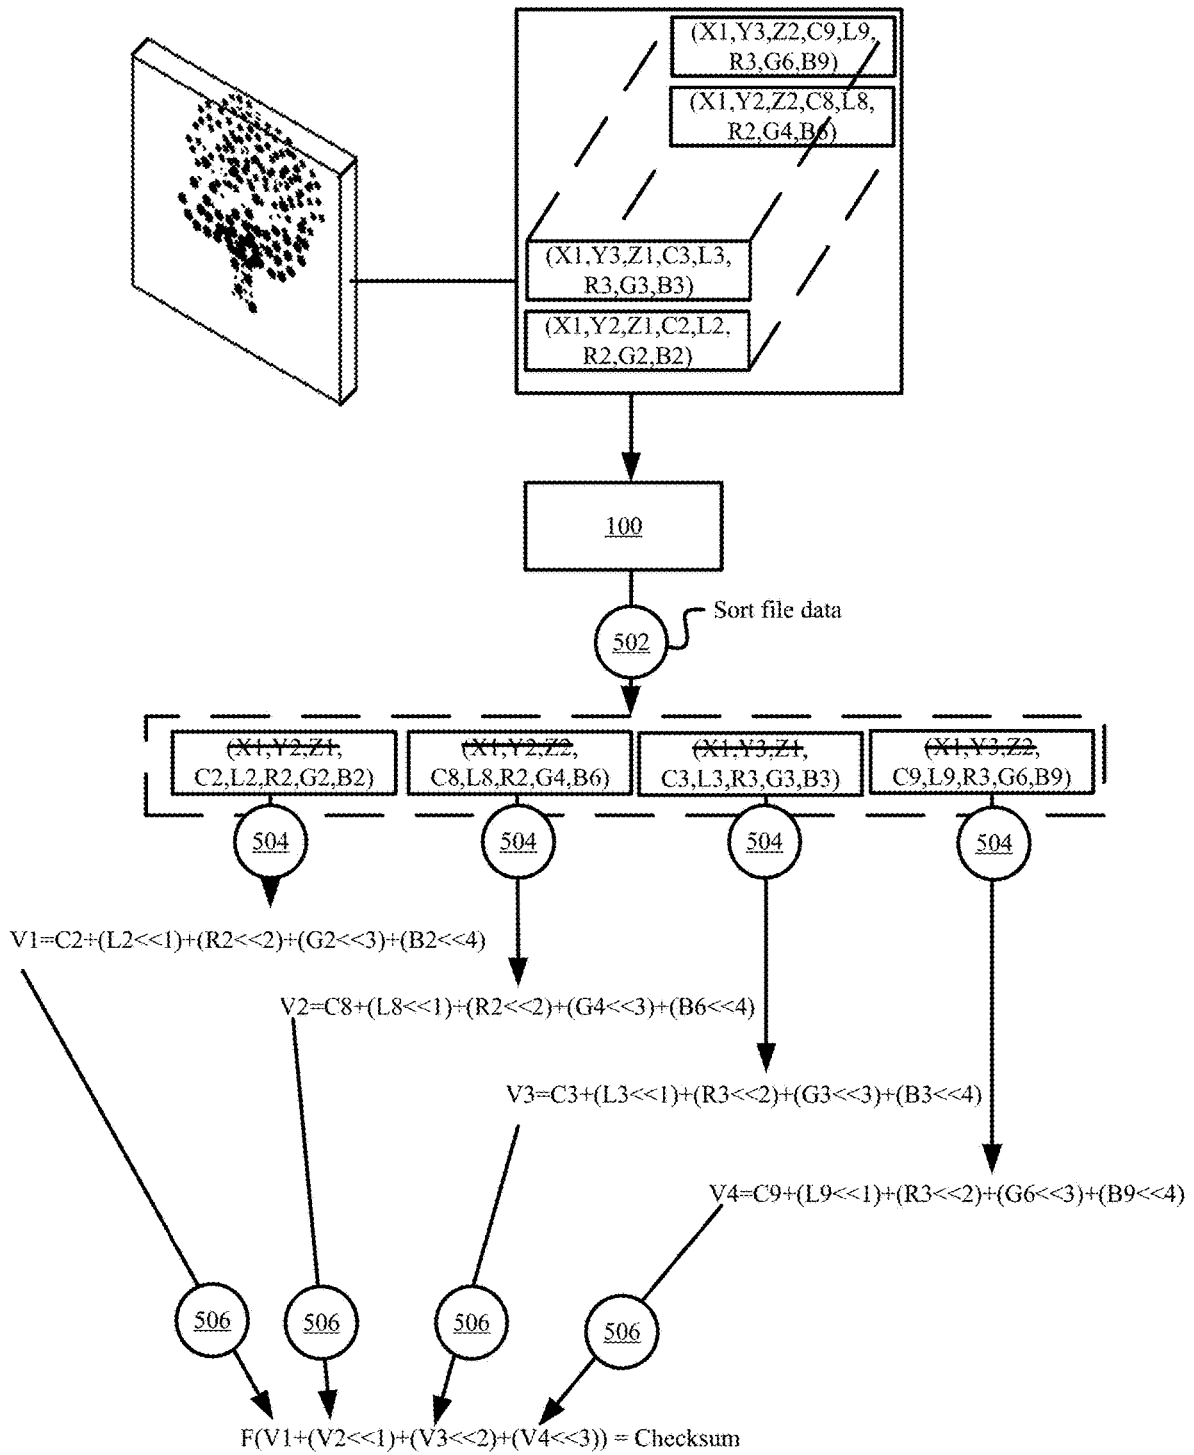 (X1,Y3,Z2,C9,L9,
R3,G6,B9)
(X1,Y2,Z2,C8,L8,
R2,G4,B6)
(X1,Y3,Z1,C3,L3,
R3,G3,B3)
(X1,Y2,Z1,C2,L2,
R2,G2,B2)
100
502
Sort file data
(X1,Y2,Z1,
C2,L2,R2,G2,B2)
(X1,Y2,Z2,
C8,L8,R2,G4,B6)
(X1,Y3,Z1,
C3,L3,R3,G3,B3)
(X1,Y3,Z2,
C9,L9,R3,G6,B9)
504
504
504
504
V1=C2+(L2<<1)+(R2<<2)+(G2<<3)+(B2<<4)
V2=C8+(L8<<1)+(R2<<2)+(G4<<3)+(B6<<4)
V3=C3+(L3<<1)+(R3<<2)+(G3<<3)+(B3<<4)
V4=C9+(L9<<1)+(R3<<2)+(G6<<3)+(B9<<4)
506
506
506
506
F(V1+(V2<<1)+(V3<<2)+(V4<<3)) = Checksum